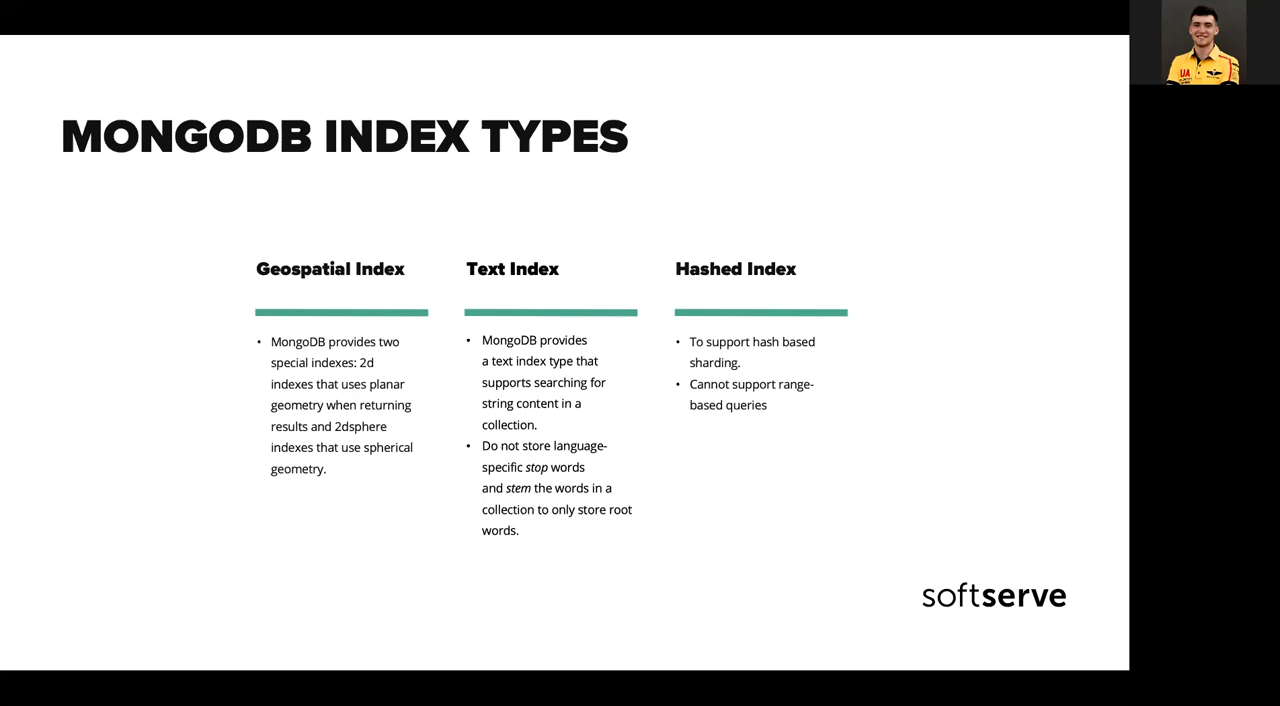 MONGODB INDEX TYPES
Geospatial Index
• MongoDB provides two
special indexes: 2d
indexes that uses planar
geometry when returning
results and 2dsphere
indexes that use spherical
geometry.
Text Index
• MongoDB provides
a text index type that
supports searching for
string content in a
collection.
• Do not store language-
specific stop words
and stem the words in a
collection to only store root
words.
Hashed Index
• To support hash based
sharding.
• Cannot support range-
based queries
softserve
UA